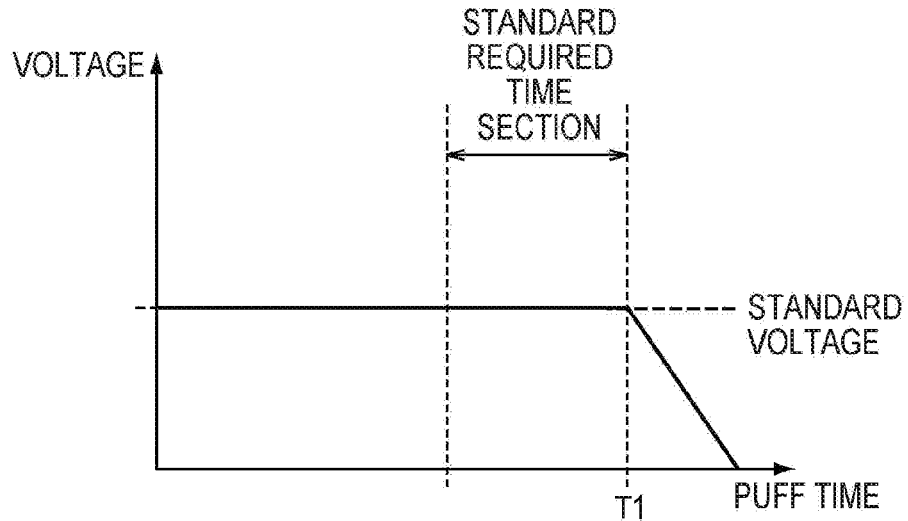 STANDARD
REQUIRED
TIME
SECTION
VOLTAGE
STANDARD
VOLTAGE
T1
PUFF TIME